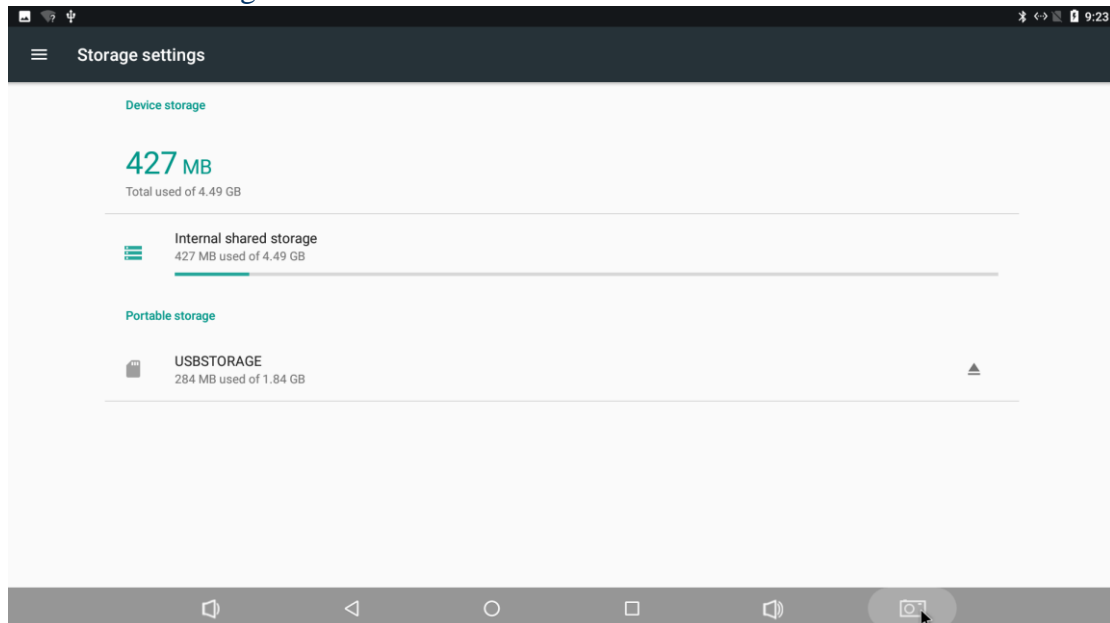 9:23
Storage settings
Device storage
427 MB
Total used of 4.49 GB
Internal shared storage
427 MB used of 4.49 GB
Portable storage
USBSTORAGE
284 MB used of 1.84 GB